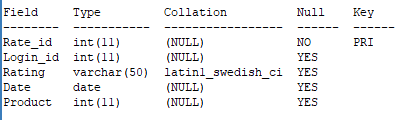 Field Type Collation Null Key
-------- ----------- ----------------- ------ ------
Rate_id int(11) (NULL) NO PRI
Login_id int(11) (NULL) YES
Rating varchar(50) latin1_swedish_ci YES
Date date (NULL) YES
Product int(11) (NULL) YES